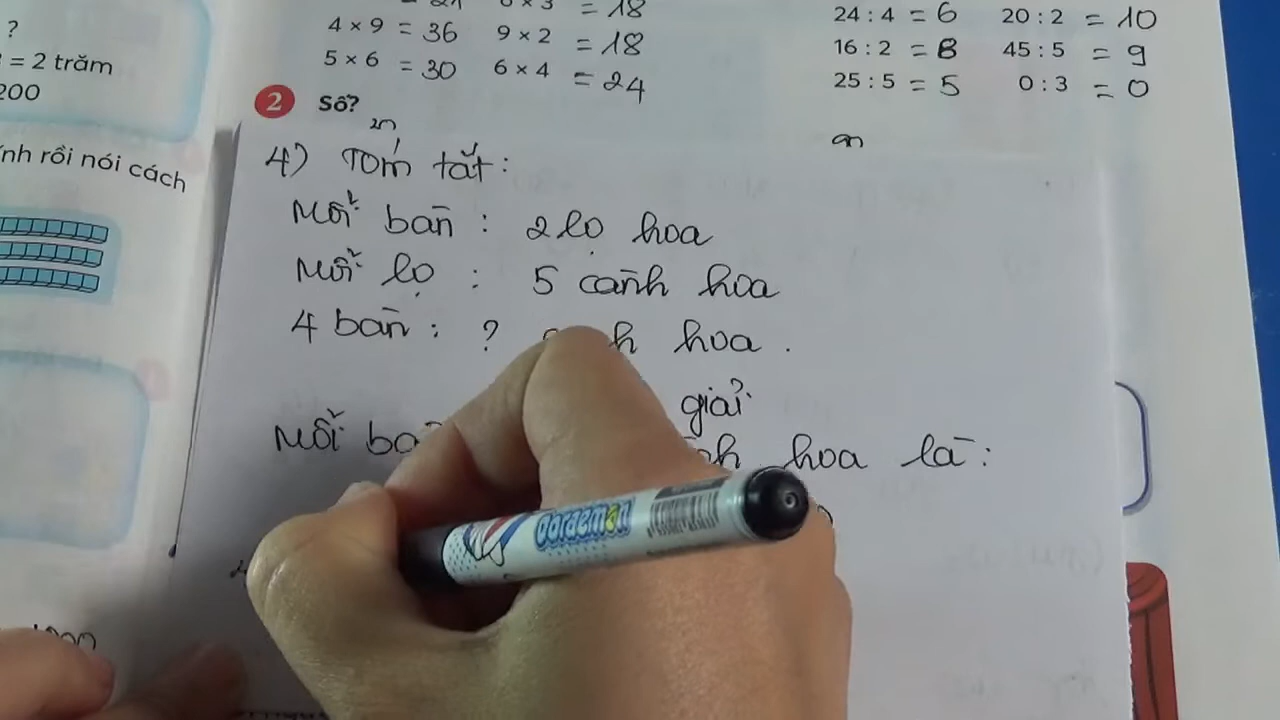 ?
= 2 trăm
200
nh rồi nói cách
6 × 3 = 18
4 × 9 = 36 9 × 2 = 18
5 × 6 = 30 6 × 4 = 24
24 : 4 = 6 20 : 2 = 10
16 : 2 = 8 45 : 5 = 9
25 : 5 = 5 0 : 3 = 0
2 Số?
4) Tóm tắt:
Mỗi bàn : 2 lọ hoa
Mỗi lọ : 5 cành hoa
4 bàn : ? hoa .
giải
Mỗi hoa là:
Doraemon